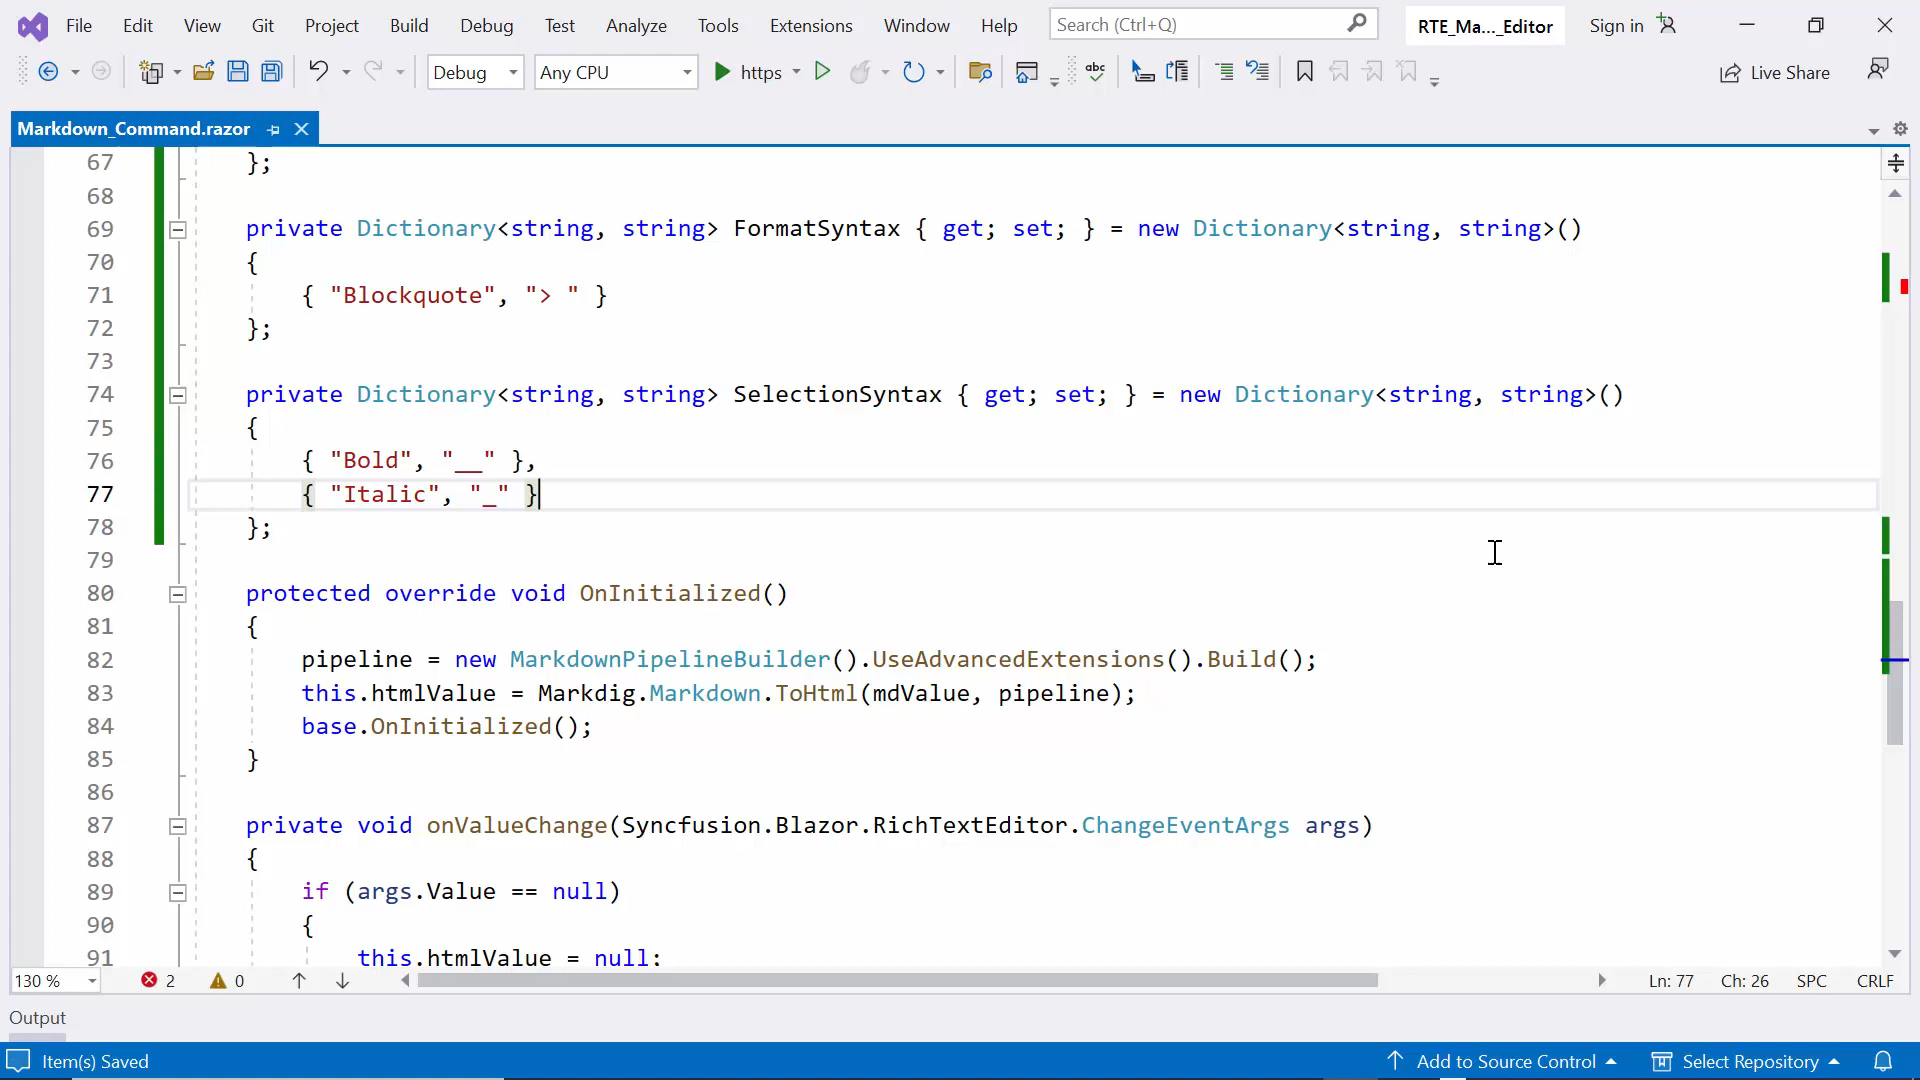 File Edit View Git Project Build Debug Test Analyze Tools Extensions Window Help Search (Ctrl+Q) RTE_Ma..._Editor Sign in
Debug Any CPU https abc Live Share
Markdown_Command.razor
67 };
68
69 private Dictionary<string, string> FormatSyntax { get; set; } = new Dictionary<string, string>()
70 {
71 { "Blockquote", "> " }
72 };
73
74 private Dictionary<string, string> SelectionSyntax { get; set; } = new Dictionary<string, string>()
75 {
76 { "Bold", "__" },
77 { "Italic", "_" }
78 };
79
80 protected override void OnInitialized()
81 {
82 pipeline = new MarkdownPipelineBuilder().UseAdvancedExtensions().Build();
83 this.htmlValue = Markdig.Markdown.ToHtml(mdValue, pipeline);
84 base.OnInitialized();
85 }
86
87 private void onValueChange(Syncfusion.Blazor.RichTextEditor.ChangeEventArgs args)
88 {
89 if (args.Value == null)
90 {
91 this.htmlValue = null;
130 % 2 0 Ln: 77 Ch: 26 SPC CRLF
Output
Item(s) Saved Add to Source Control Select Repository